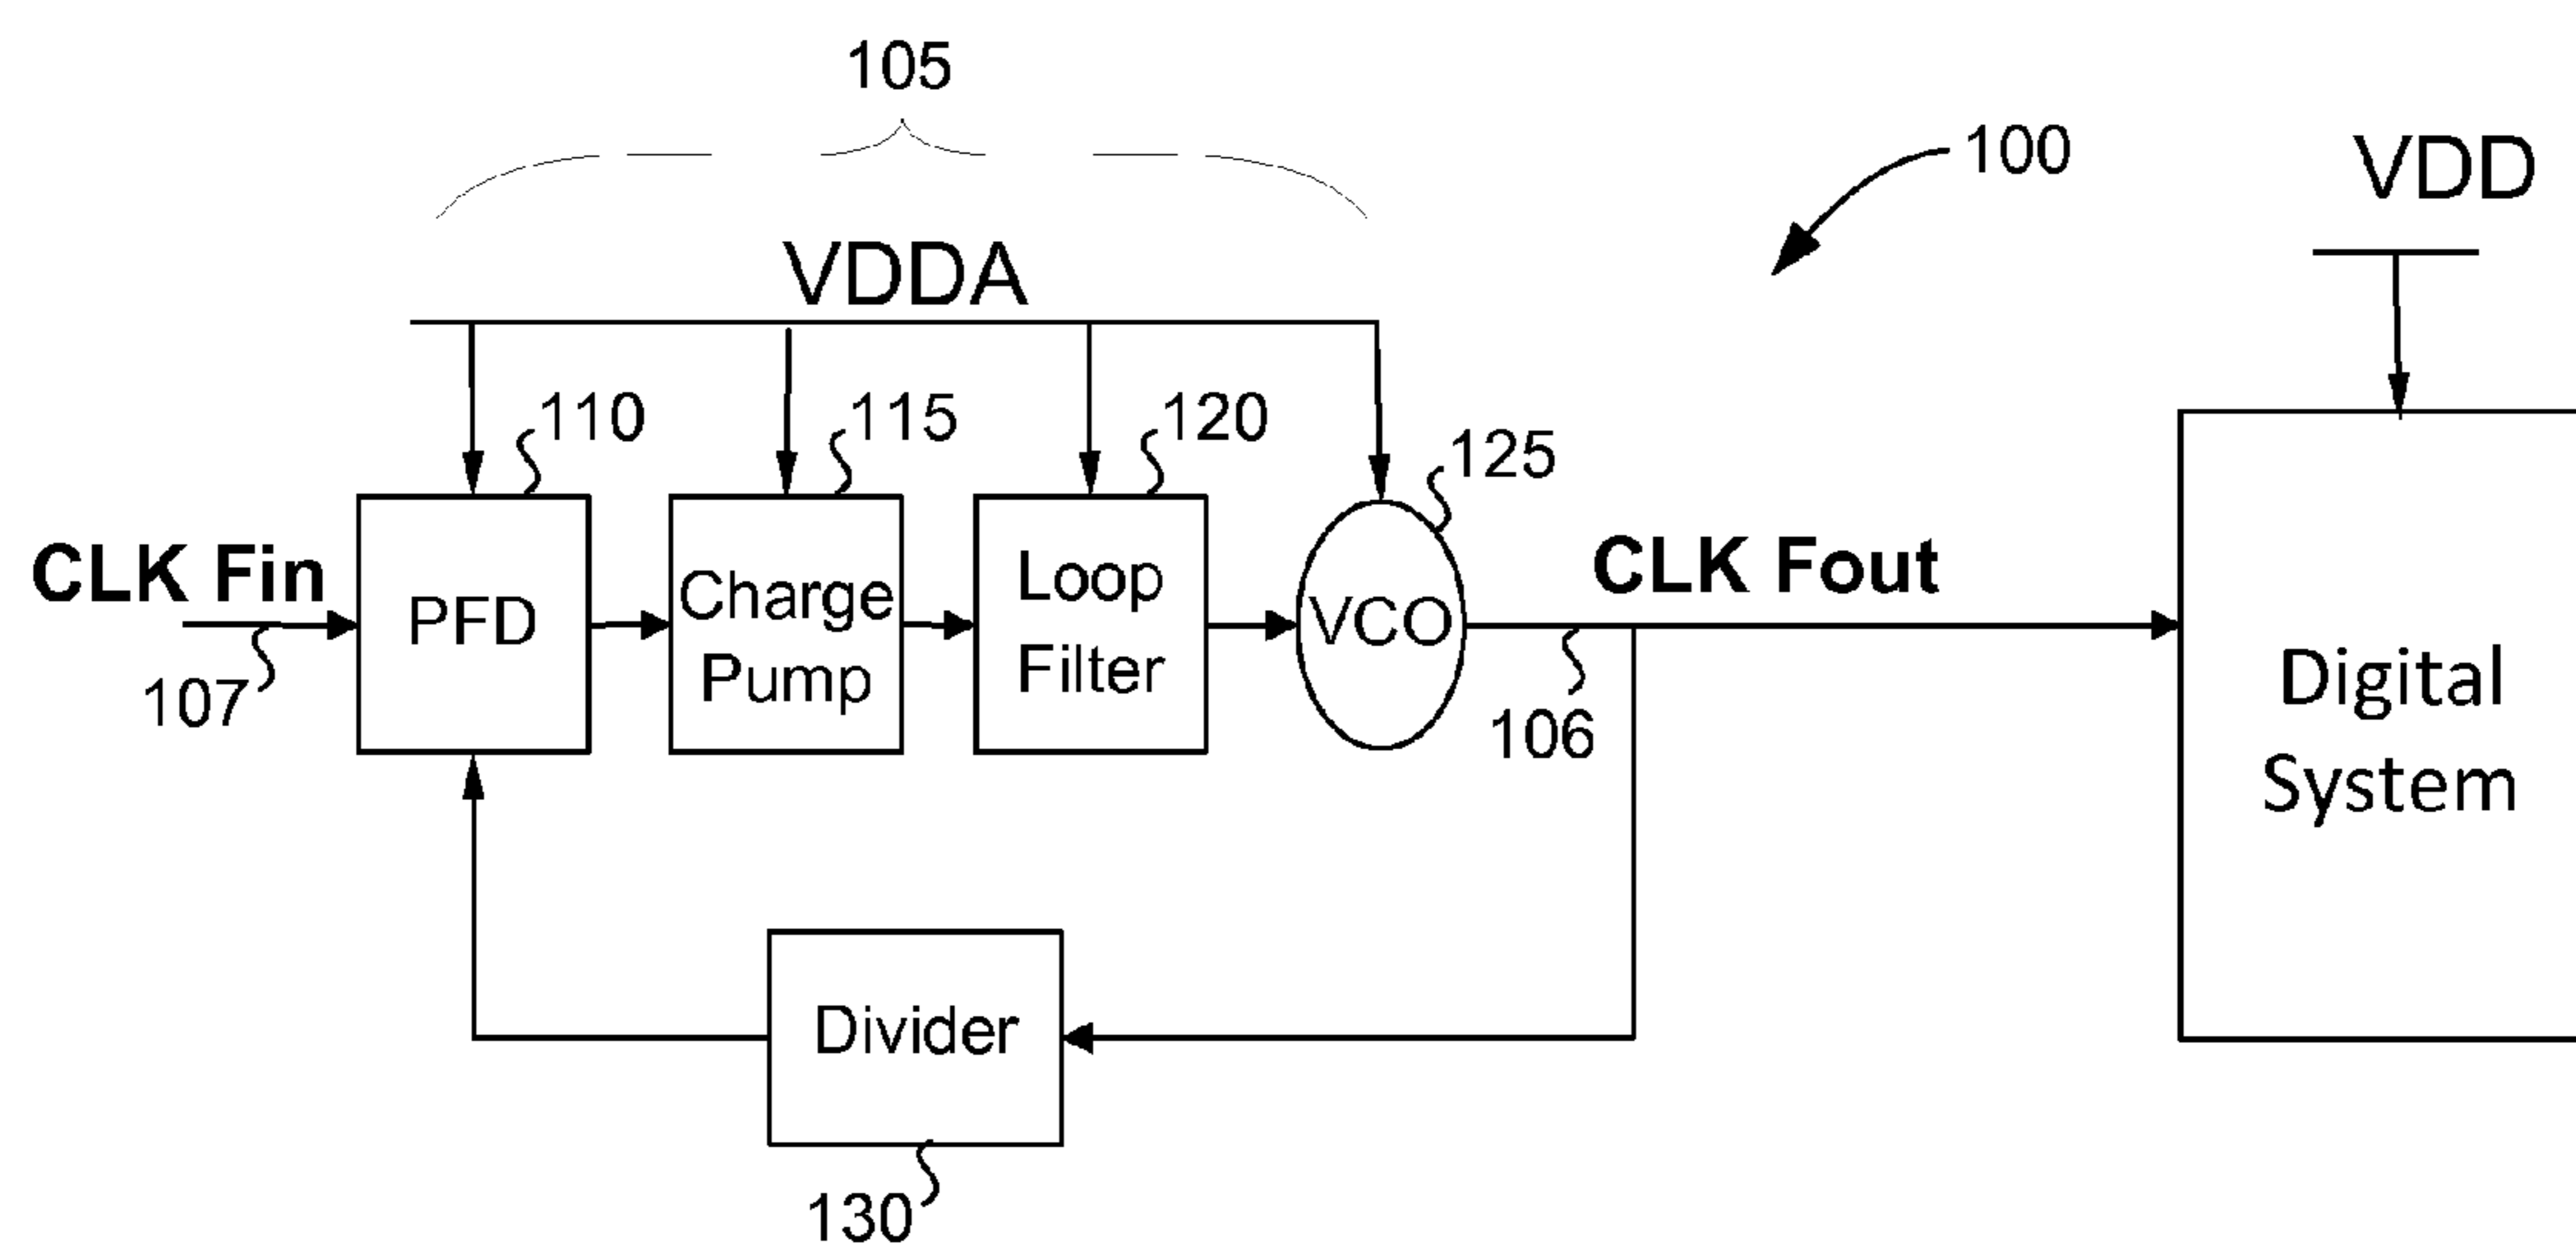 105
100
VDD
VDDA
110
115
120
125
CLK Fin
PFD
Charge
Pump
Loop
Filter
VCO
CLK Fout
107
106
Digital
System
Divider
130